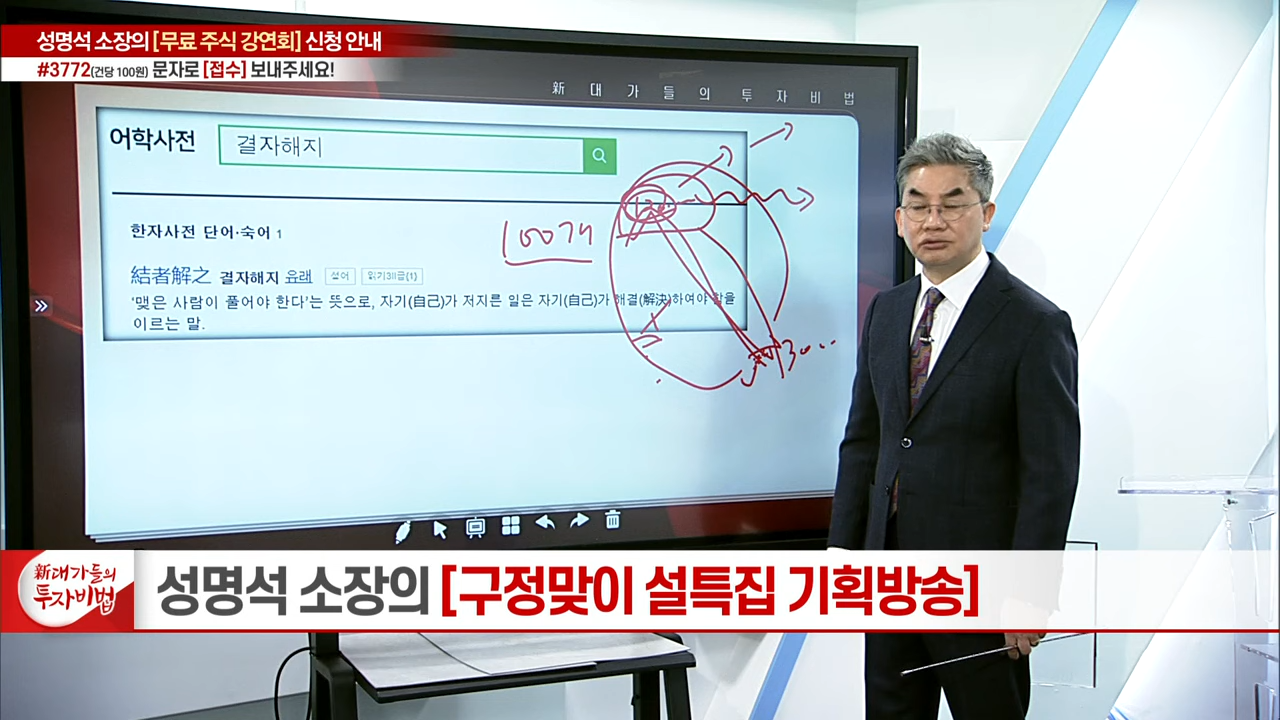 성명석 소장의 [무료 주식 강연회] 신청 안내
#3772(건당 100원) 문자로 [접수] 보내주세요!
新 대 가 들 의 투 자 비 법
어학사전 결자해지
한자사전 단어·숙어 1
結者解之 결자해지 유래
'맺은 사람이 풀어야 한다'는 뜻으로, 자기(自己)가 저지른 일은 자기(自己)가 해결(解決)하여야 함을
이르는 말.
新대가들의
투자비법
성명석 소장의 [구정맞이 설특집 기획방송]